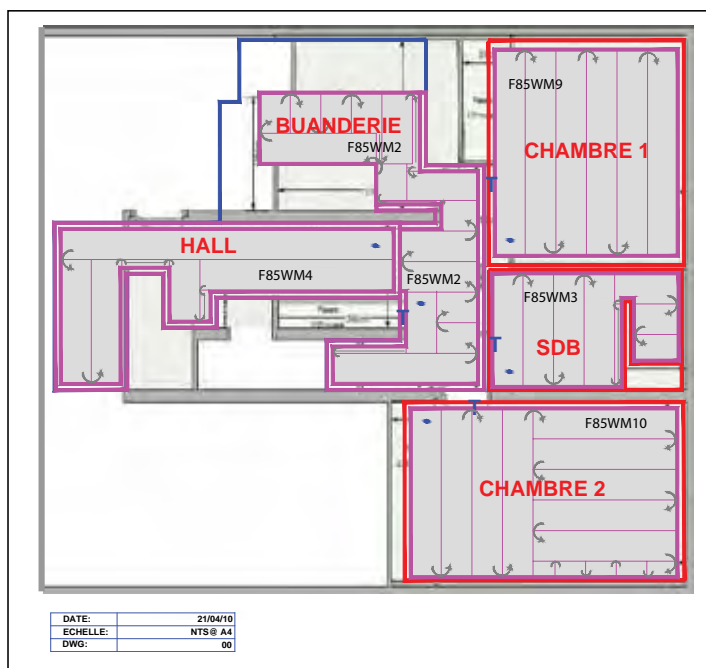 F85WM9
CHAMBRE 1
BUANDERIE
F85WM2
HALL
F85WM4
F85WM2
F85WM3
SDB
T
T
T
T
F85WM10
CHAMBRE 2
DATE: 21/04/10
ECHELLE: NTS@ A4
DWG: 00